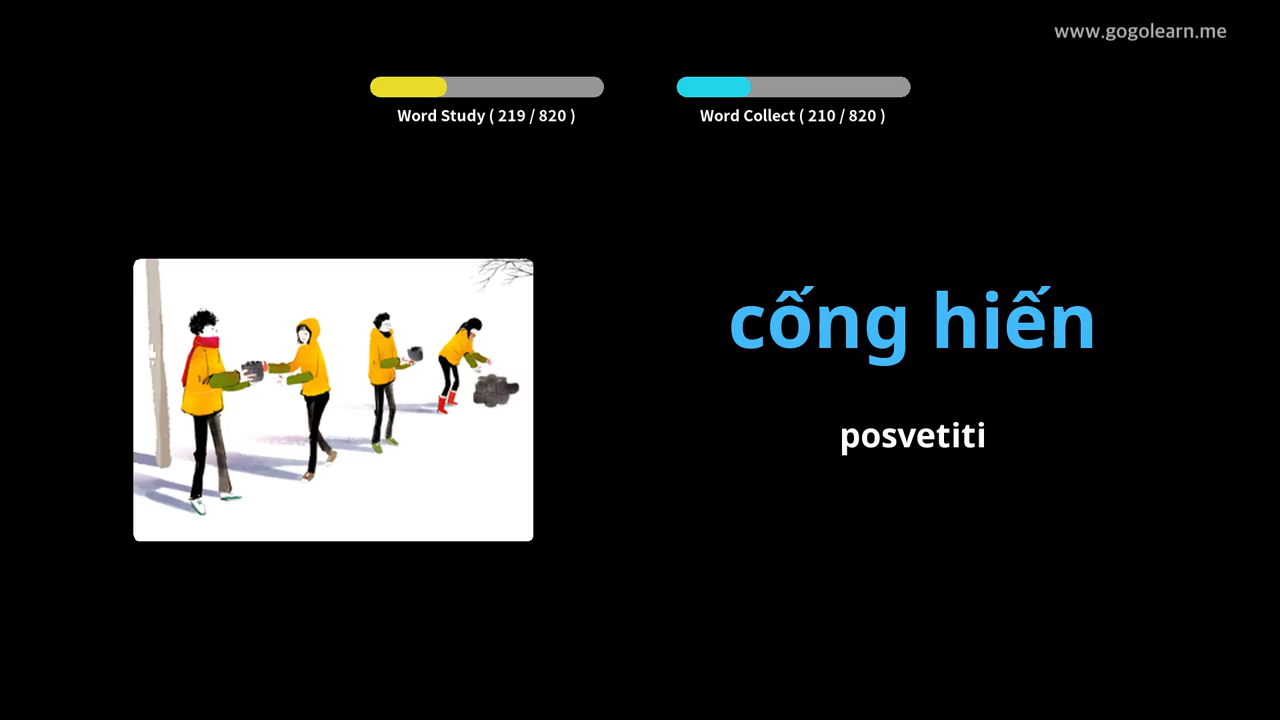 www.gogolearn.me
Word Study ( 219 / 820 )
Word Collect ( 210 / 820 )
cống hiến
posvetiti